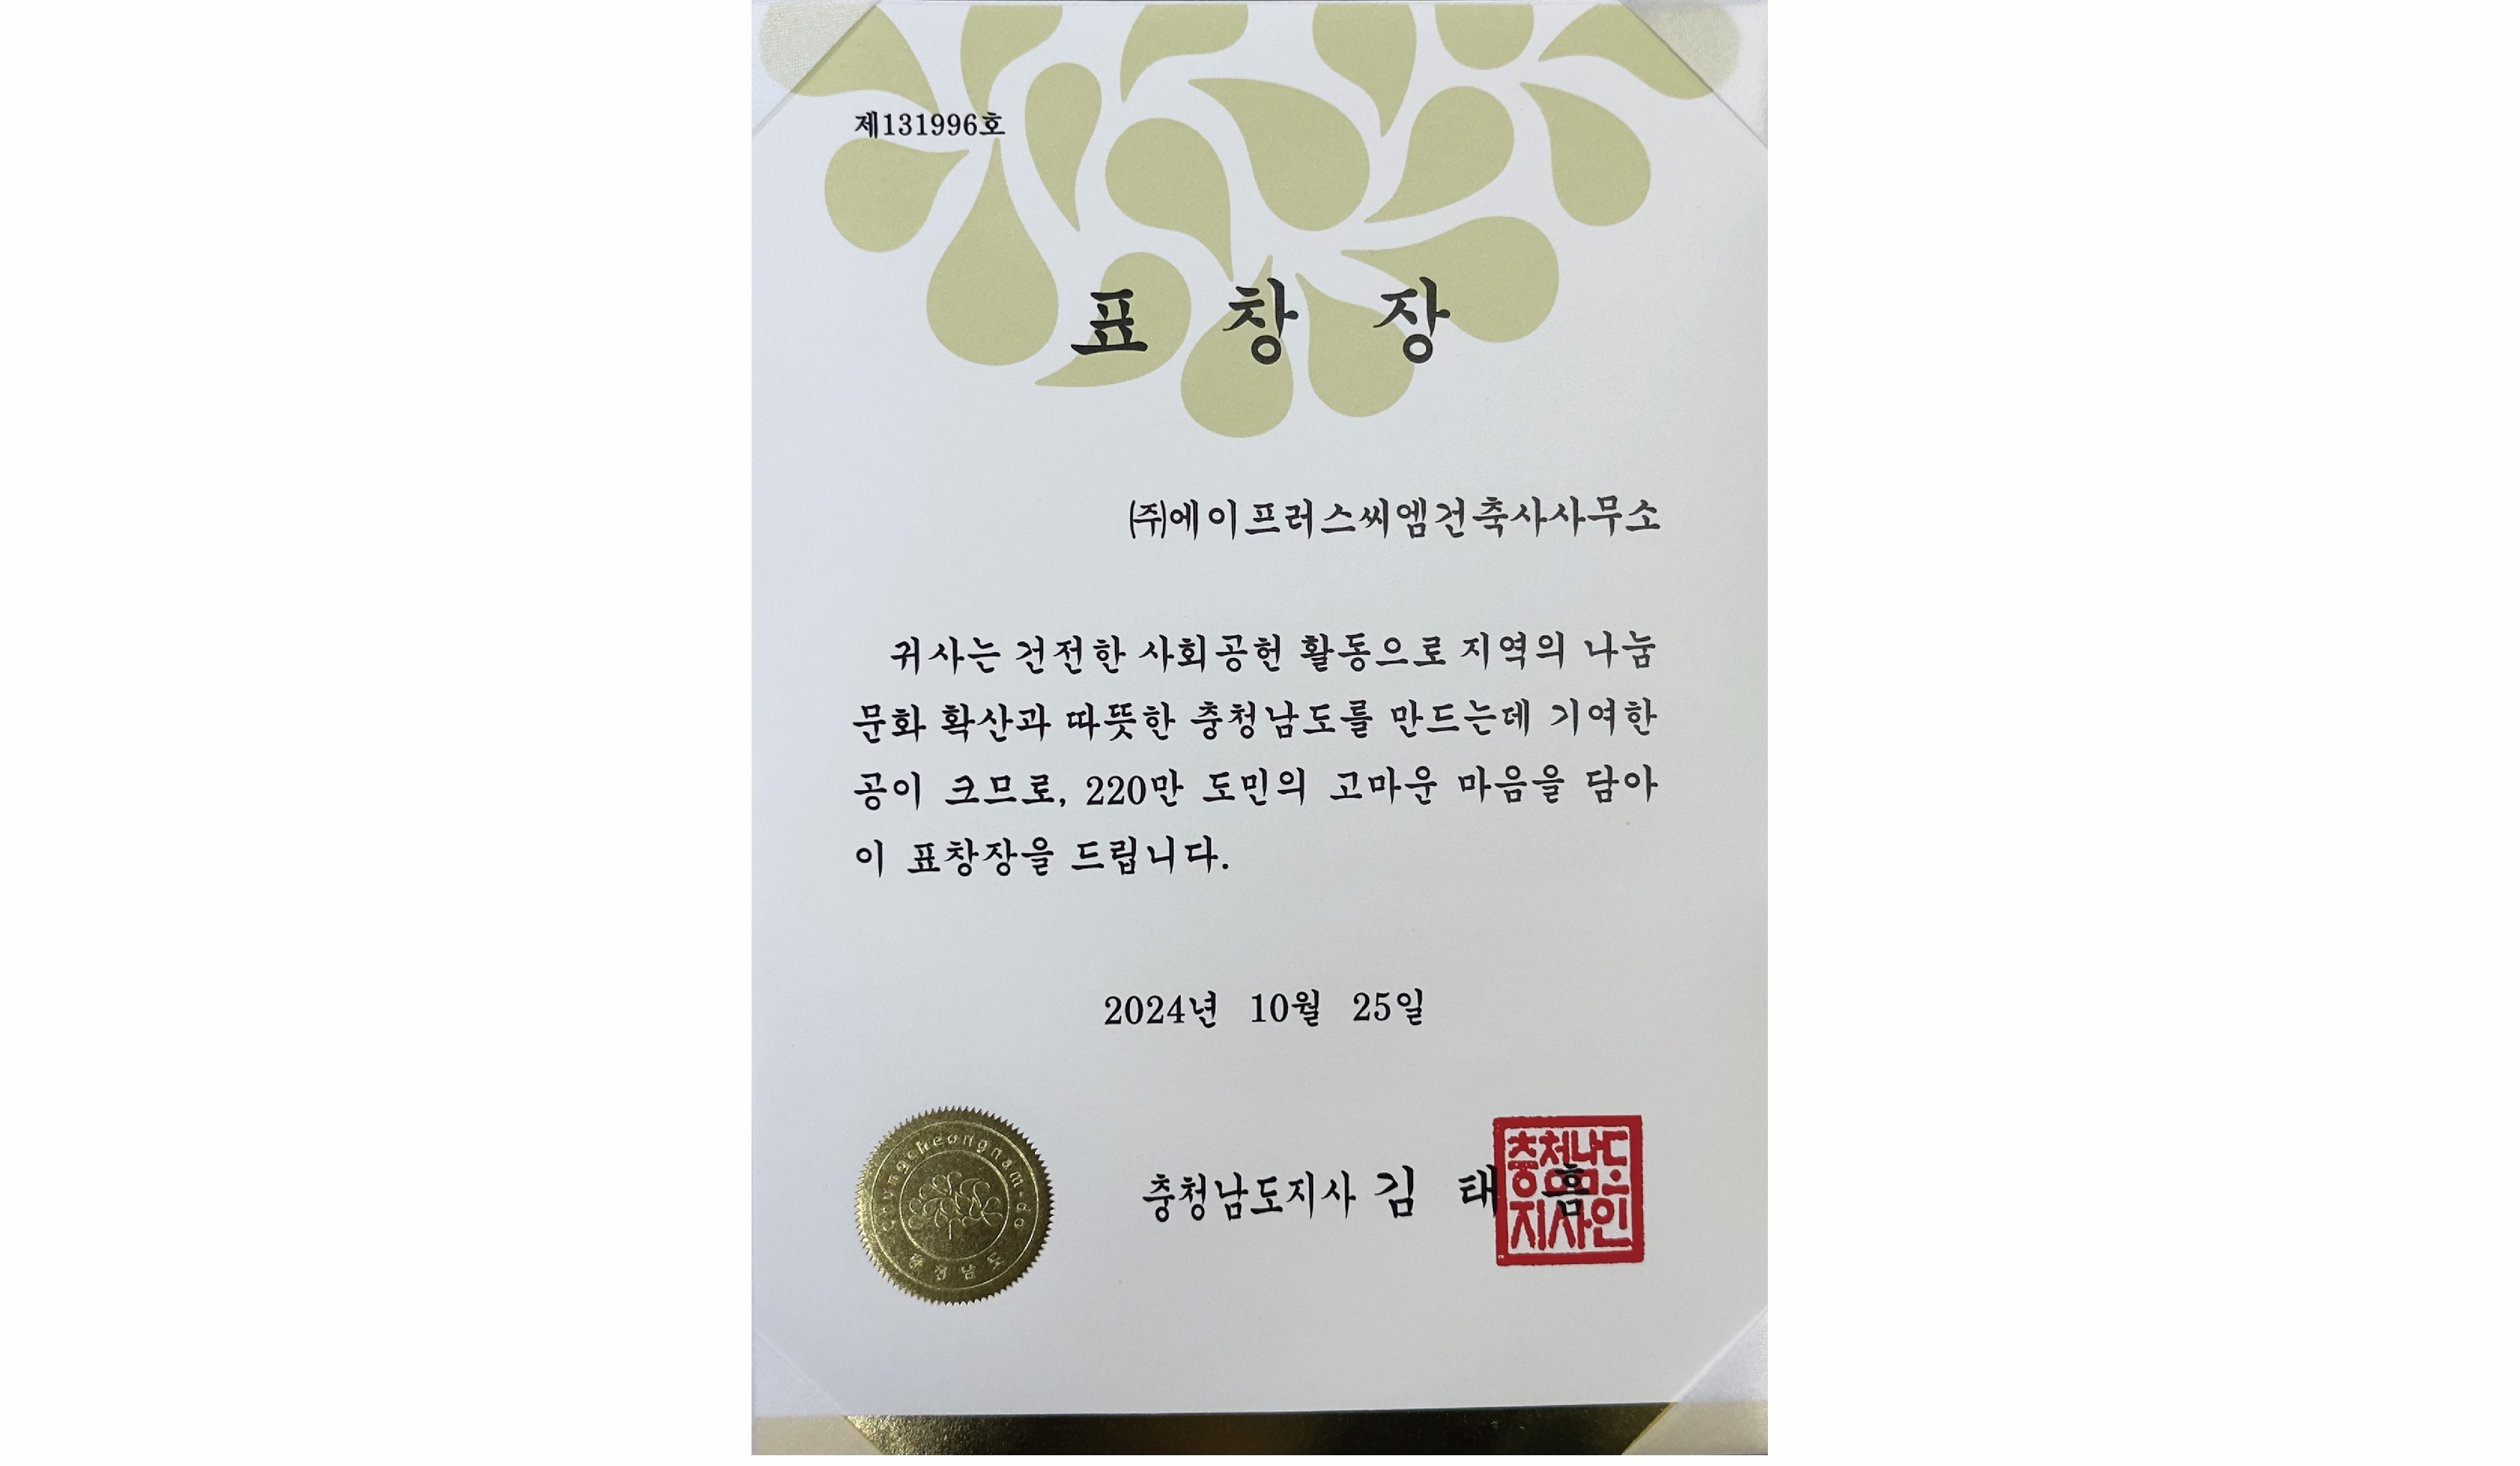 제131996호
표 창 장
㈜에이프러스씨엠건축사사무소
귀사는 건전한 사회공헌 활동으로 지역의 나눔
문화 확산과 따뜻한 충청남도를 만드는데 기여한
공이 크므로, 220만 도민의 고마운 마음을 담아
이 표창장을 드립니다.
2024년 10월 25일
충청남도지사 김 태 흠
충청남도
지사인
Chungcheongnam-do
충청남도